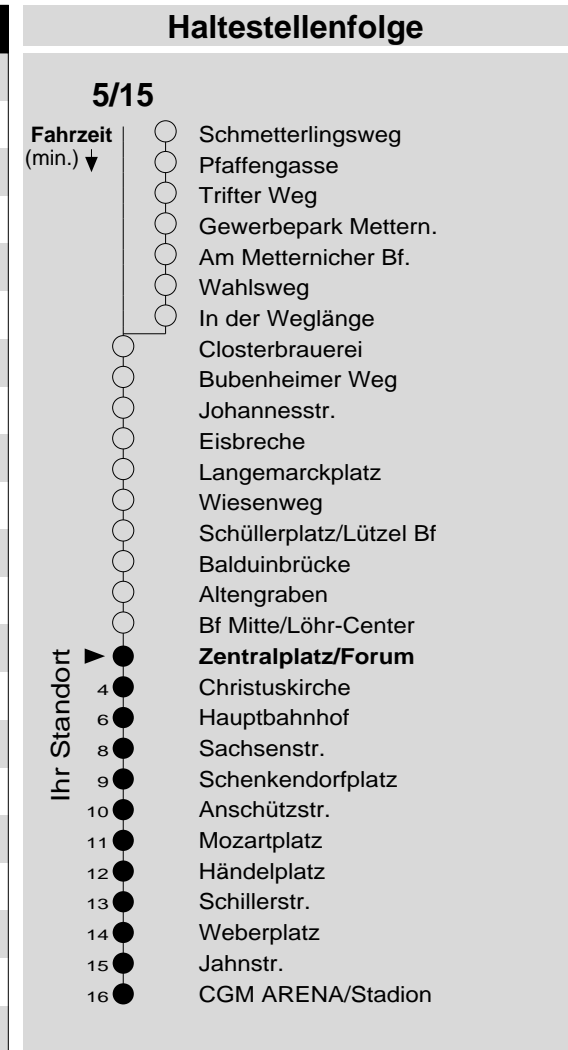 Haltestellenfolge
5/15
Fahrzeit
(min.)
Schmetterlingsweg
Pfaffengasse
Trifter Weg
Gewerbepark Mettern.
Am Metternicher Bf.
Wahlsweg
In der Weglänge
Closterbrauerei
Bubenheimer Weg
Johannesstr.
Eisbreche
Langemarckplatz
Wiesenweg
Schüllerplatz/Lützel Bf
Balduinbrücke
Altengraben
Bf Mitte/Löhr-Center
Ihr Standort
Zentralplatz/Forum
4 Christuskirche
6 Hauptbahnhof
8 Sachsenstr.
9 Schenkendorfplatz
10 Anschützstr.
11 Mozartplatz
12 Händelplatz
13 Schillerstr.
14 Weberplatz
15 Jahnstr.
16 CGM ARENA/Stadion